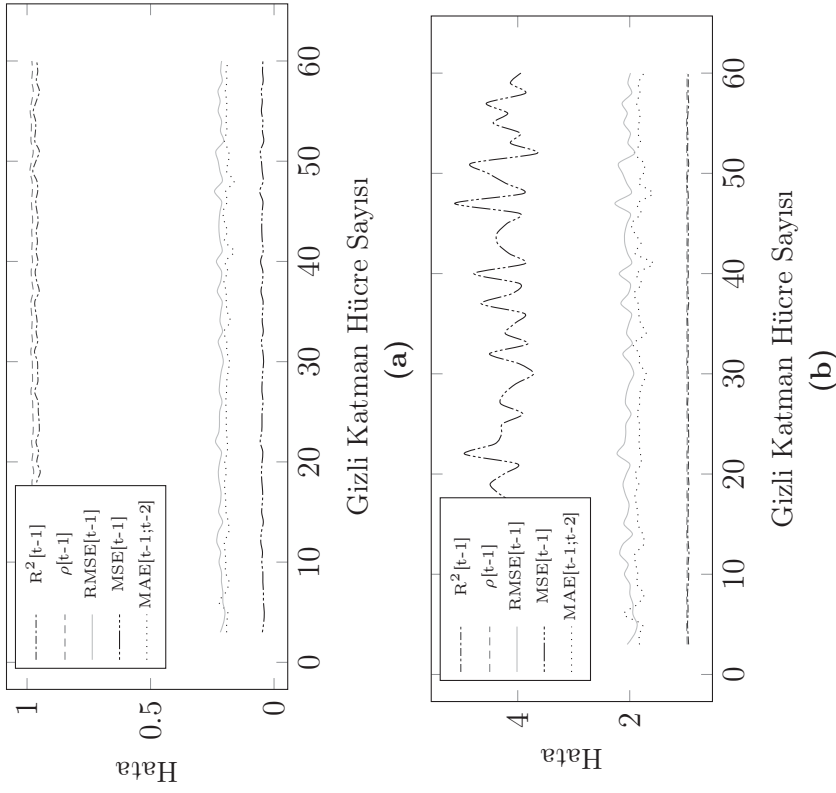 R²[t-1]
ρ[t-1]
RMSE[t-1]
MSE[t-1]
MAE[t-1;t-2]
1
0.5
0
Hata
0 10 20 30 40 50 60
Gizli Katman Hücre Sayısı
(a)
R²[t-1]
ρ[t-1]
RMSE[t-1]
MSE[t-1]
MAE[t-1;t-2]
4
2
Hata
0 10 20 30 40 50 60
Gizli Katman Hücre Sayısı
(b)